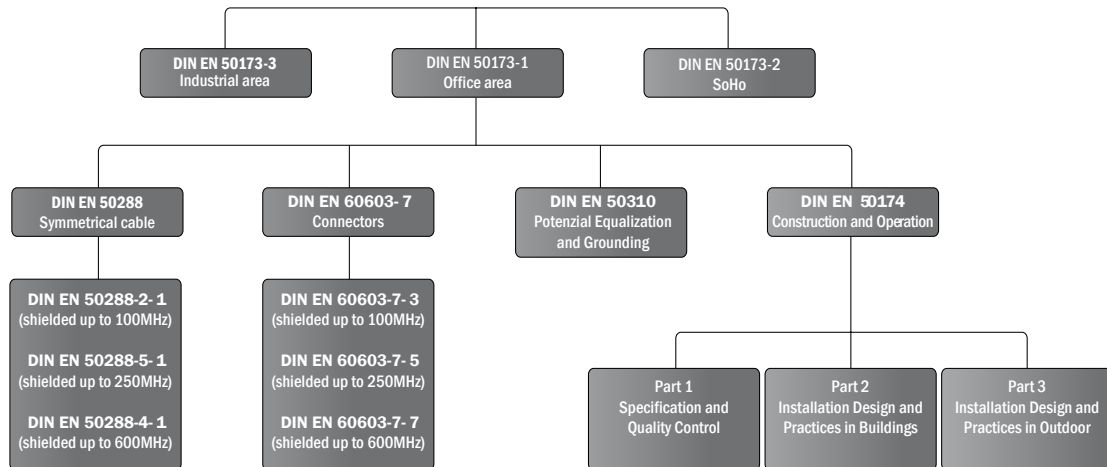 DIN EN 50173-3
Industrial area
DIN EN 50173-1
Office area
DIN EN 50173-2
SoHo
DIN EN 50288
Symmetrical cable
DIN EN 60603- 7
Connectors
DIN EN 50310
Potenzial Equalization
and Grounding
DIN EN 50174
Construction and Operation
DIN EN 50288-2- 1
(shielded up to 100MHz)
DIN EN 50288-5- 1
(shielded up to 250MHz)
DIN EN 50288-4- 1
(shielded up to 600MHz)
DIN EN 60603-7- 3
(shielded up to 100MHz)
DIN EN 60603-7- 5
(shielded up to 250MHz)
DIN EN 60603-7- 7
(shielded up to 600MHz)
Part 1
Specification and
Quality Control
Part 2
Installation Design and
Practices in Buildings
Part 3
Installation Design and
Practices in Outdoor